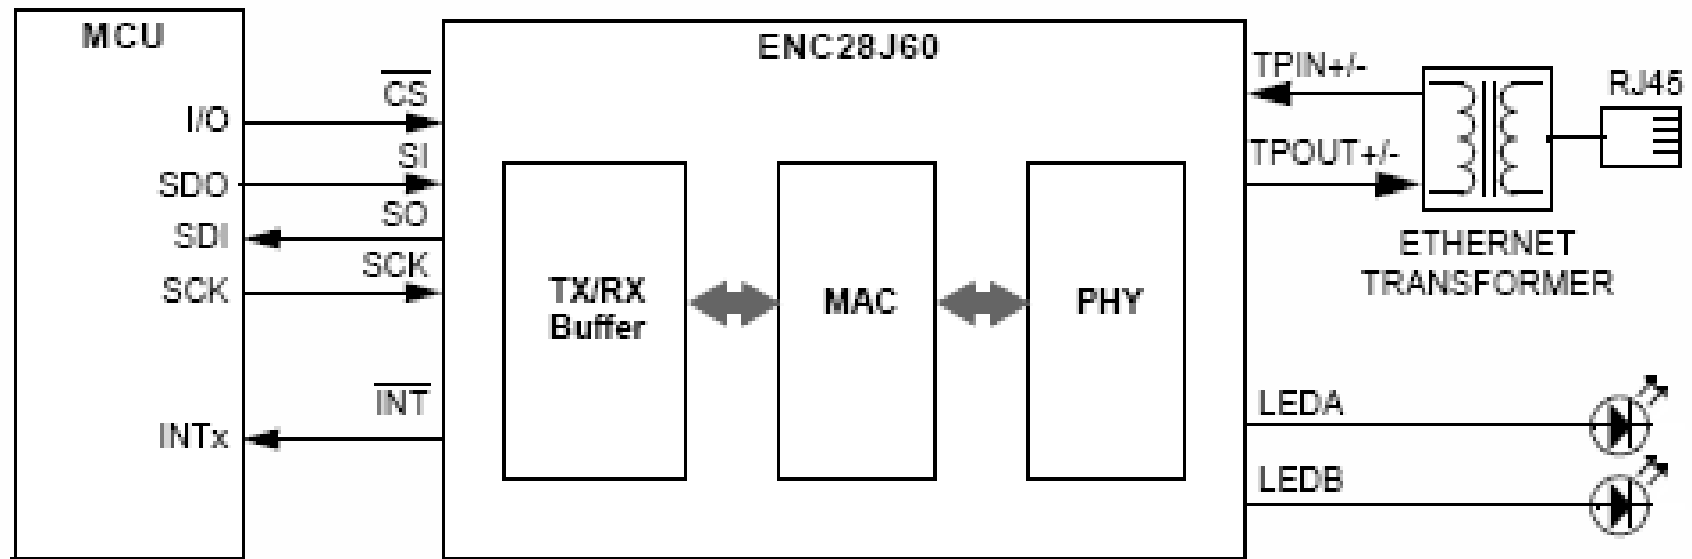 MCU
I/O
SDO
SDI
SCK
INTx
CS
SI
SO
SCK
INT
ENC28J60
TX/RX
Buffer
MAC
PHY
TPIN+/-
TPOUT+/-
RJ45
ETHERNET
TRANSFORMER
LEDA
LEDB